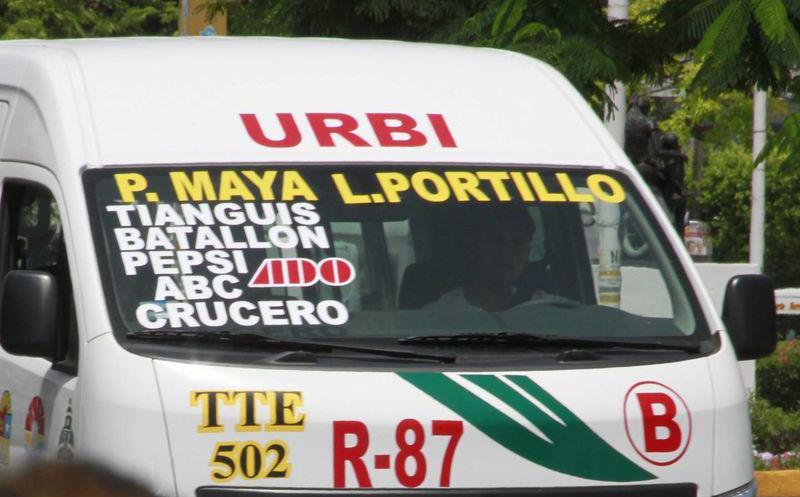 URBI
P. MAYA L. PORTILLO
TIANGUIS
BATALLON
PEPSI ADO
ABC
CRUCERO
TTE
502
R-87
B